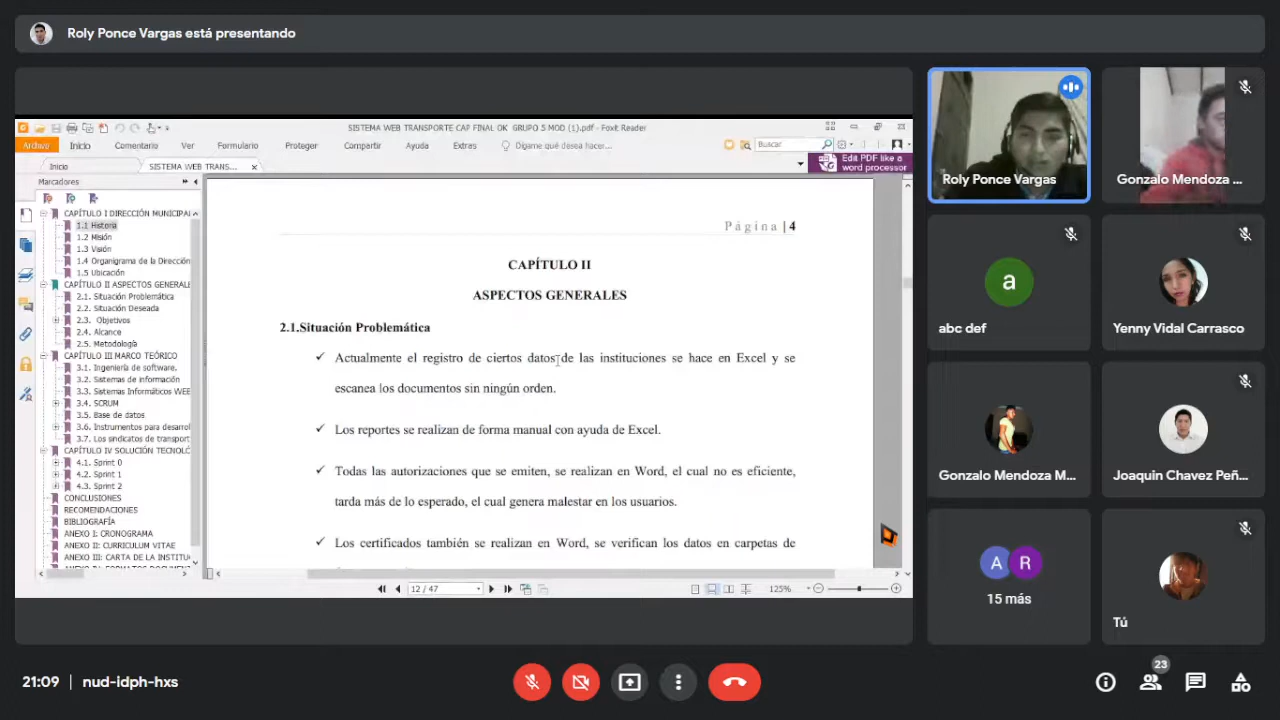 Roly Ponce Vargas está presentando
SISTEMA WEB TRANSPORTE CAP FINAL OK GRUPO 5 MOD (1).pdf - Foxit Reader
Archivo Inicio Comentario Ver Formulario Proteger Compartir Ayuda Extras Dígame qué desea hacer... Buscar
Inicio SISTEMA WEB TRANS...
Edit PDF like a
word processor
Marcadores
CAPÍTULO I DIRECCIÓN MUNICIPAL
1.1 Historia
1.2 Misión
1.3 Visión
1.4 Organigrama de la Dirección
1.5 Ubicación
CAPÍTULO II ASPECTOS GENERALE
2.1. Situación Problemática
2.2. Situación Deseada
2.3. Objetivos
2.4. Alcance
2.5. Metodología
CAPÍTULO III MARCO TEÓRICO
3.1. Ingeniería de software.
3.2. Sistemas de información
3.3. Sistemas Informáticos WEB
3.4. SCRUM
3.5. Base de datos
3.6. Instrumentos para desarrol
3.7. Los sindicatos de transport
CAPÍTULO IV SOLUCIÓN TECNOLÓ
4.1. Sprint 0
4.2. Sprint 1
4.3. Sprint 2
CONCLUSIONES
RECOMENDACIONES
BIBLIOGRAFÍA
ANEXO I: CRONOGRAMA
ANEXO II: CURRICULUM VITAE
ANEXO III: CARTA DE LA INSTITU
Página | 4
CAPÍTULO II
ASPECTOS GENERALES
2.1.Situación Problemática
✓ Actualmente el registro de ciertos datos de las instituciones se hace en Excel y se
escanea los documentos sin ningún orden.
✓ Los reportes se realizan de forma manual con ayuda de Excel.
✓ Todas las autorizaciones que se emiten, se realizan en Word, el cual no es eficiente,
tarda más de lo esperado, el cual genera malestar en los usuarios.
✓ Los certificados también se realizan en Word, se verifican los datos en carpetas de
12 / 47
125%
Roly Ponce Vargas
Gonzalo Mendoza ...
a
abc def
Yenny Vidal Carrasco
Gonzalo Mendoza M...
Joaquin Chavez Peñ...
A R
15 más
Tú
21:09 | nud-idph-hxs
23